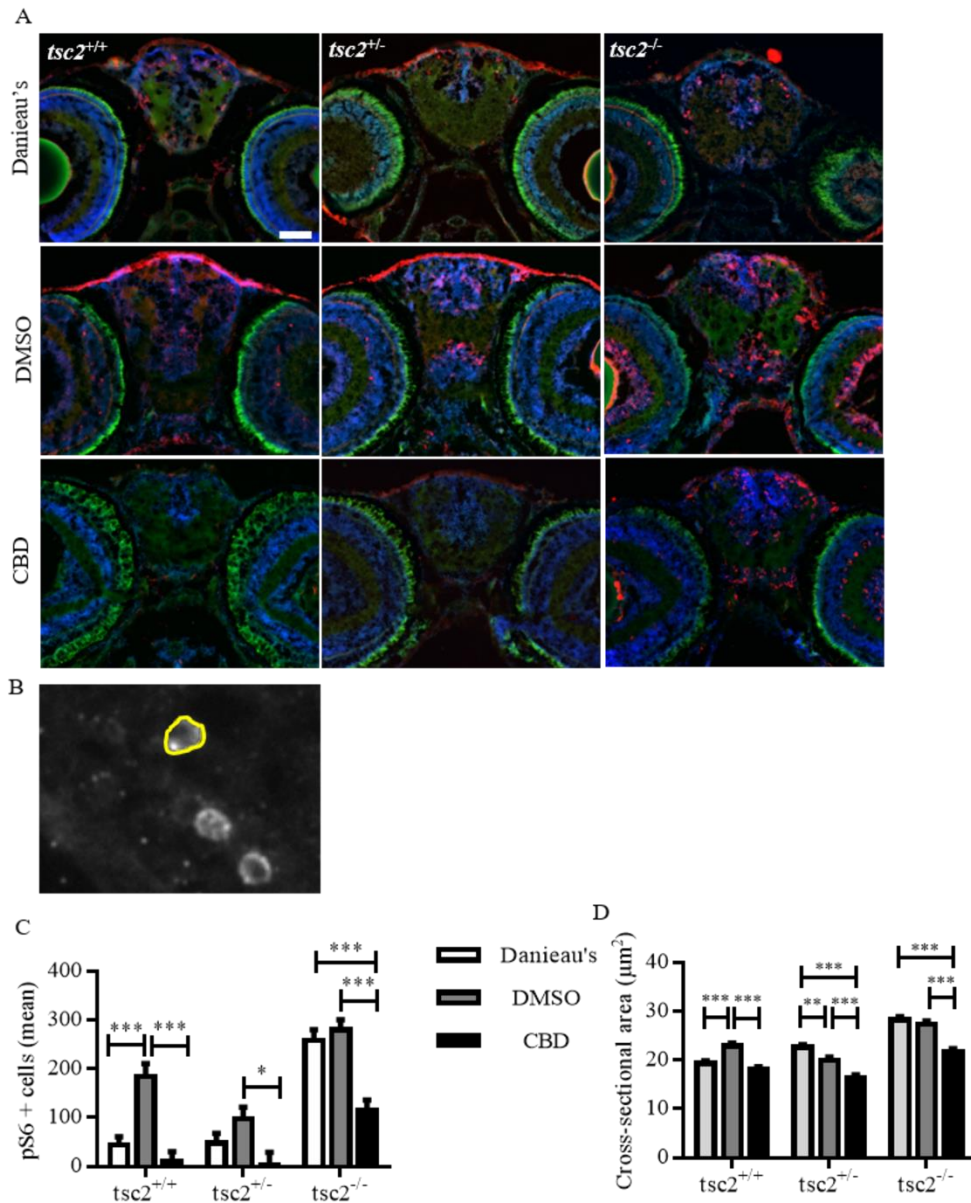 A
tsc2+/+ tsc2+/- tsc2-/-
Danieau's
DMSO
CBD
B
C
D
pS6 + cells (mean)
400
300
200
100
0
*** ***
*
***
***
tsc2+/+ tsc2+/- tsc2-/-
Danieau's
DMSO
CBD
Cross-sectional area (µm²)
40
30
20
10
0
*** ***
***
** ***
***
***
tsc2+/+ tsc2+/- tsc2-/-